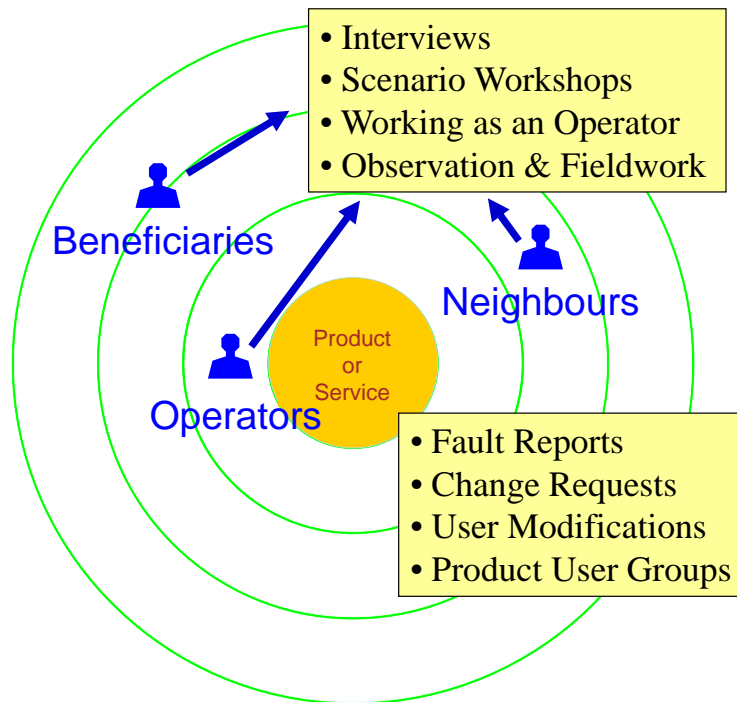 • Interviews
• Scenario Workshops
• Working as an Operator
• Observation & Fieldwork
Beneficiaries
Neighbours
Product
or
Service
Operators
• Fault Reports
• Change Requests
• User Modifications
• Product User Groups